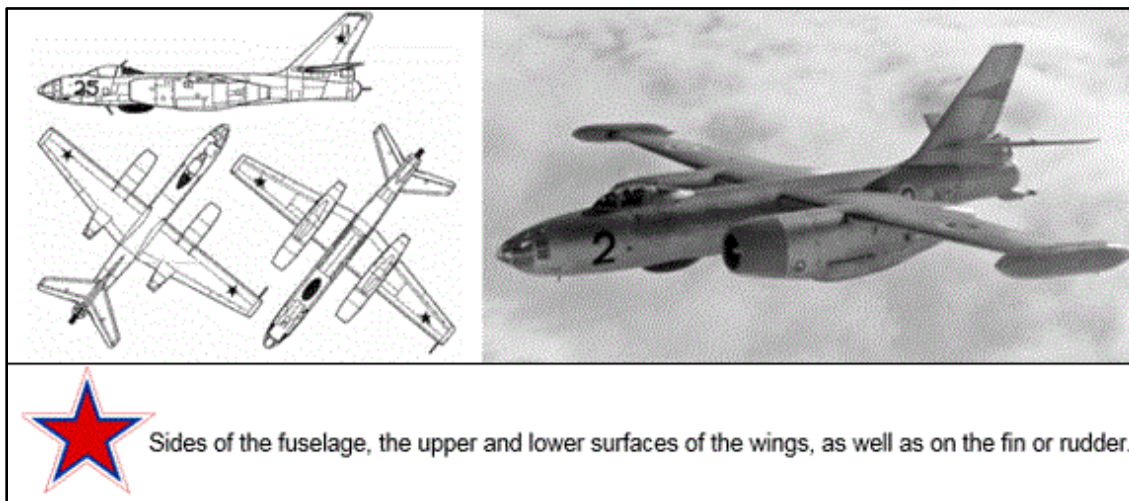 25
2
Sides of the fuselage, the upper and lower surfaces of the wings, as well as on the fin or rudder.